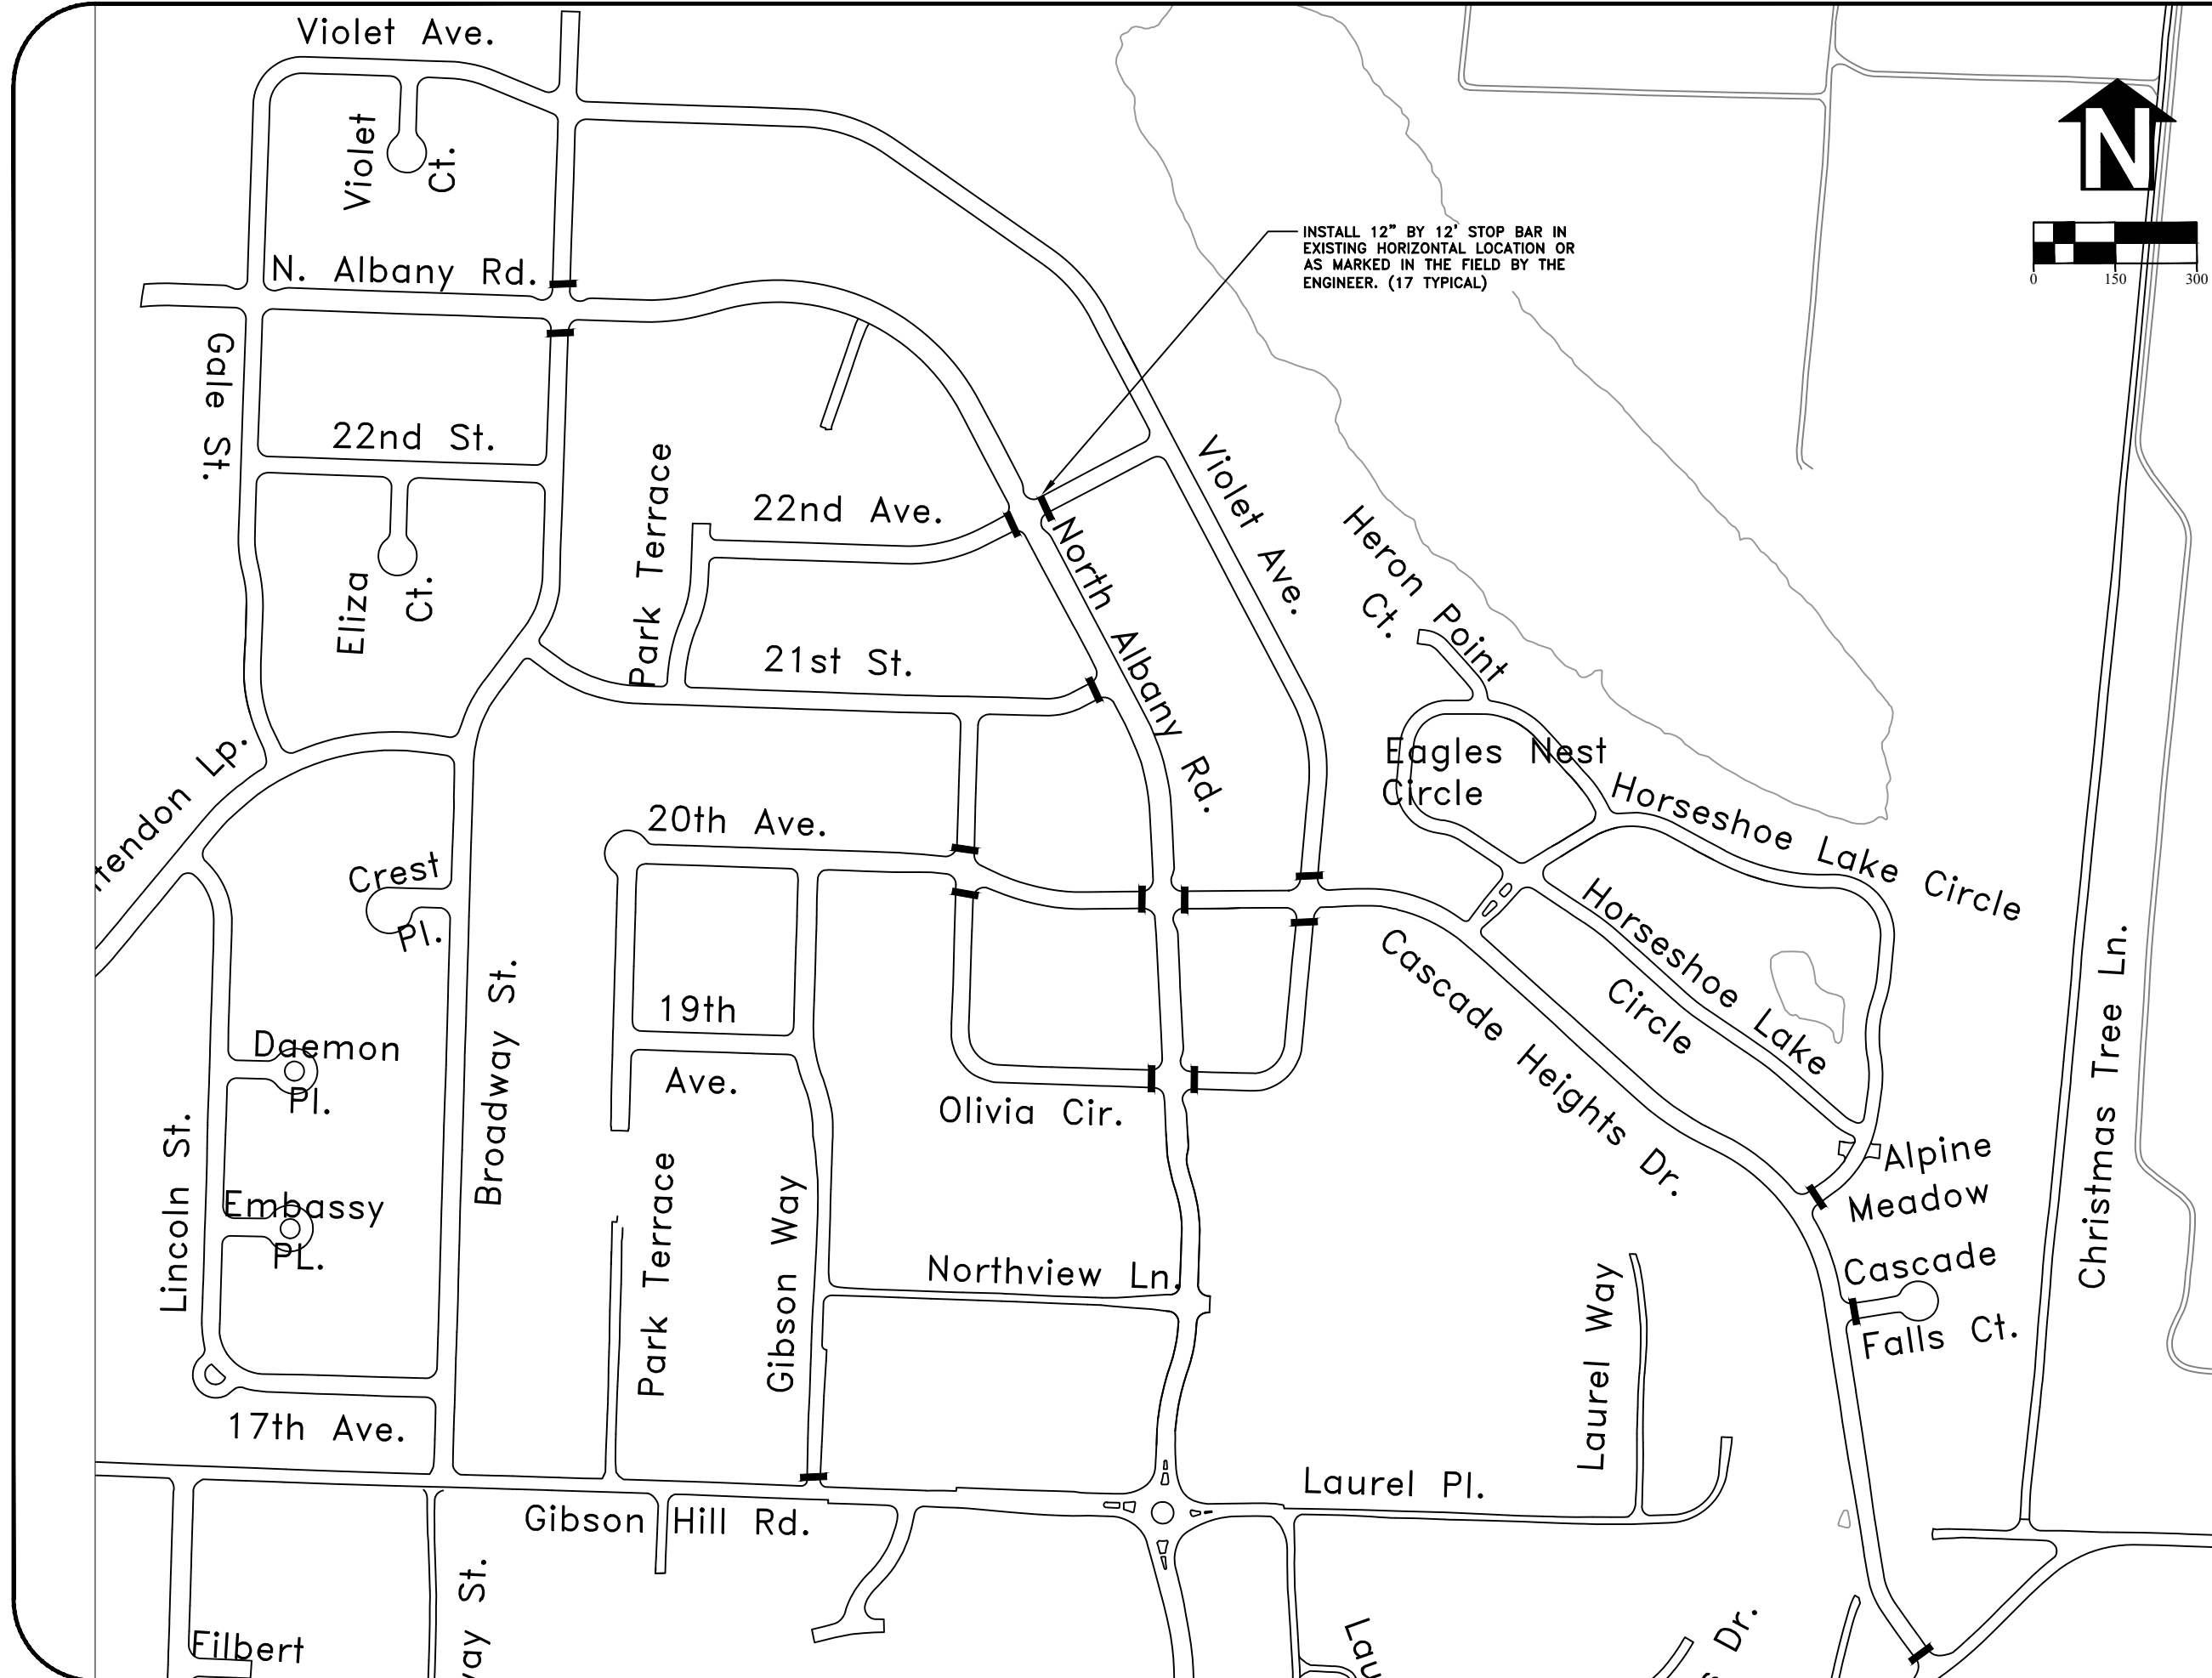 Violet Ave.
Violet
Ct.
N
0 150 300
INSTALL 12" BY 12' STOP BAR IN
EXISTING HORIZONTAL LOCATION OR
AS MARKED IN THE FIELD BY THE
ENGINEER. (17 TYPICAL)
N. Albany Rd.
Gale St.
22nd St.
Eliza
Ct.
Park Terrace
22nd Ave.
North Albany Rd.
Violet Ave.
Heron Point
Ct.
21st St.
Eagles Nest
Circle
Horseshoe Lake Circle
ttendon Lp.
20th Ave.
Crest
Pl.
Horseshoe Lake
Circle
Cascade Heights Dr.
Christmas Tree Ln.
Broadway St.
19th
Ave.
Daemon
Pl.
Olivia Cir.
Lincoln St.
Embassy
PL.
Park Terrace
Gibson Way
Northview Ln.
Alpine
Meadow
Cascade
Falls Ct.
Laurel Way
17th Ave.
Laurel Pl.
Gibson Hill Rd.
way St.
Filbert
Lau
s Dr.